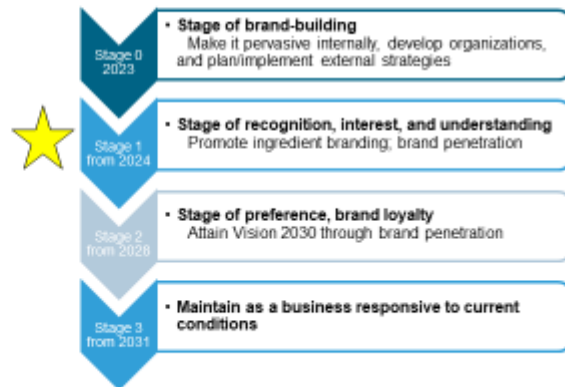 Stage 0
2023
• Stage of brand-building
Make it pervasive internally, develop organizations,
and plan/implement external strategies
Stage 1
from 2024
• Stage of recognition, interest, and understanding
Promote ingredient branding; brand penetration
Stage 2
from 2028
• Stage of preference, brand loyalty
Attain Vision 2030 through brand penetration
Stage 3
from 2031
• Maintain as a business responsive to current
conditions